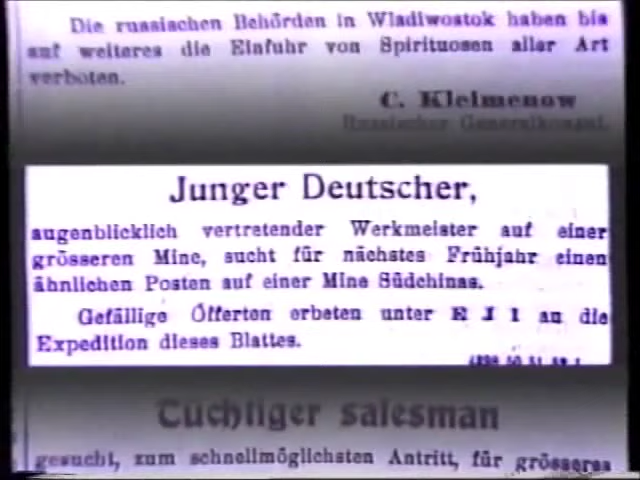 Die russischen Behörden in Wladiwostok haben bis
auf weiteres die Einfuhr von Spirituosen aller Art
verboten.
C. Kleimenow
Russischer Generalkonsul.
Junger Deutscher,
augenblicklich vertretender Werkmeister auf einer
grösseren Mine, sucht für nächstes Frühjahr einen
ähnlichen Posten auf einer Mine Südchinas.
Gefällige Offerten erbeten unter E J 1 an die
Expedition dieses Blattes.
Tüchtiger salesman
gesucht, zum schnellmöglichsten Antritt, für grösseres